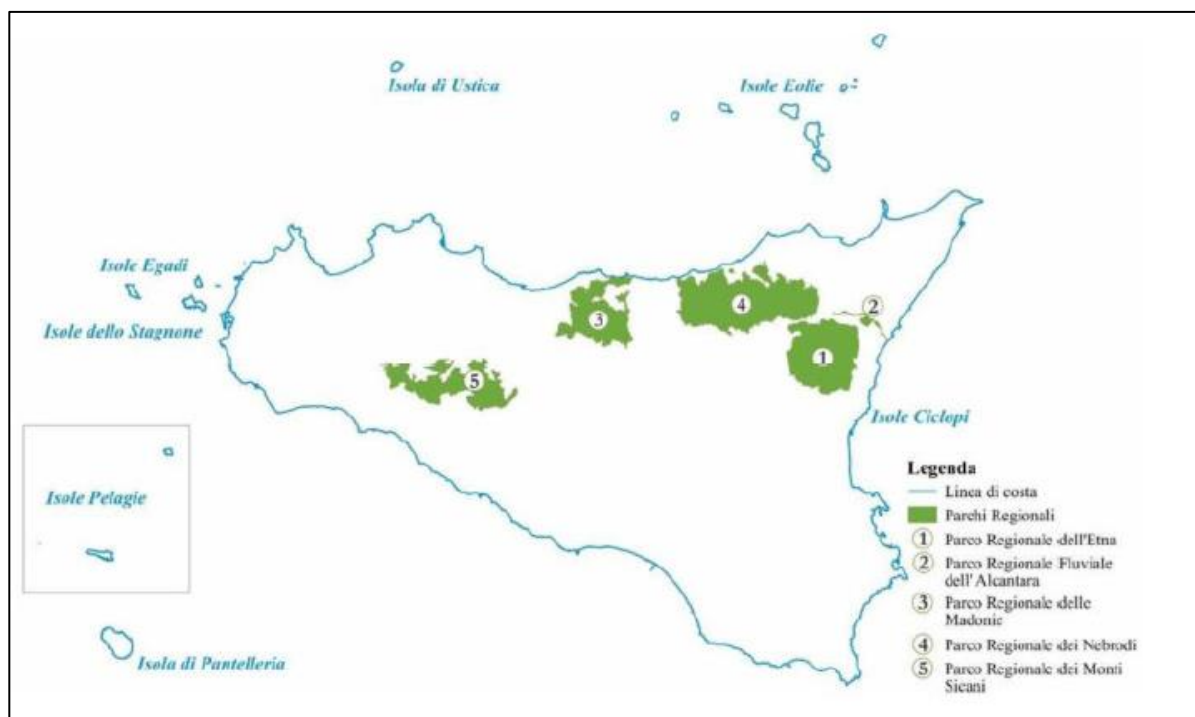 Isola di Ustica
Isole Eolie
Isole Egadi
Isole dello Stagnone
2
4
3
1
5
Isole Ciclopi
Isole Pelagie
Isola di Pantelleria
Legenda
Linea di costa
Parchi Regionali
1 Parco Regionale dell'Etna
2 Parco Regionale Fluviale
dell'Alcantara
3 Parco Regionale delle
Madonie
4 Parco Regionale dei Nebrodi
5 Parco Regionale dei Monti
Sicani